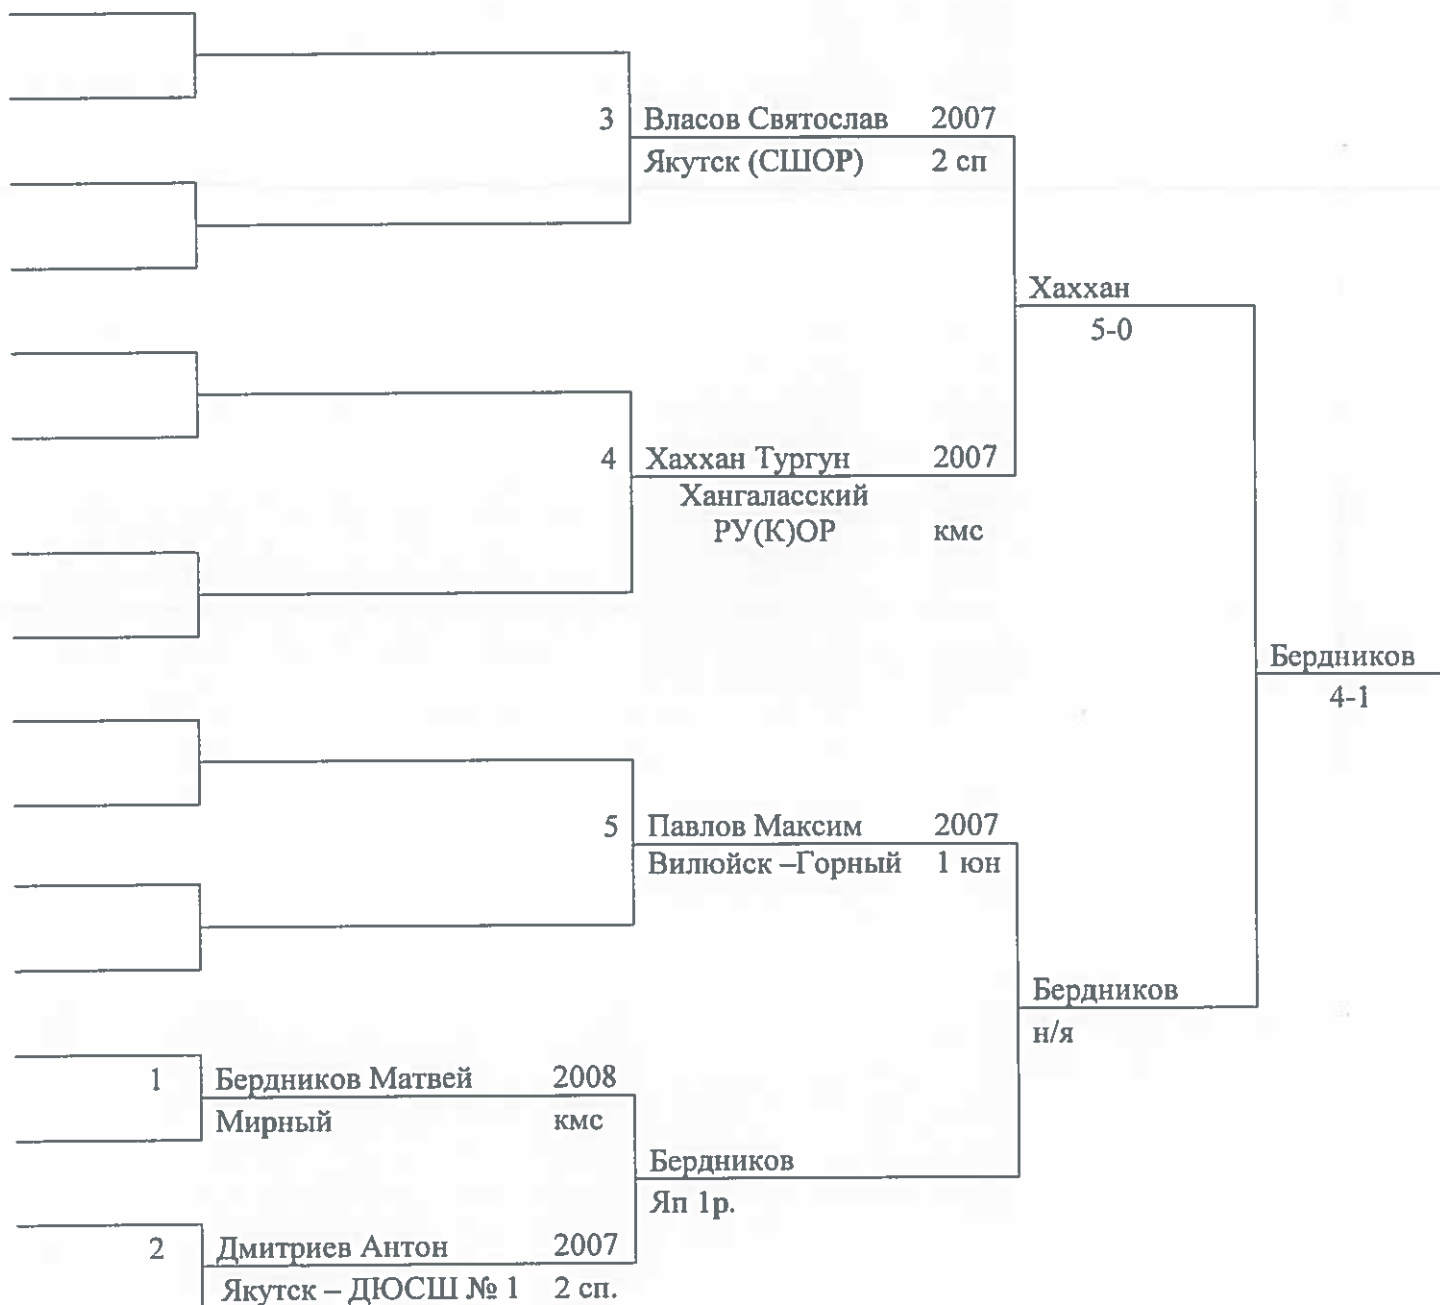 3 Власов Святослав 2007
Якутск (СШОР) 2 сп
Хаххан
5-0
4 Хаххан Тургун 2007
Хангаласский
РУ(К)ОР кмс
Бердников
4-1
5 Павлов Максим 2007
Вилюйск –Горный 1 юн
Бердников
н/я
1 Бердников Матвей 2008
Мирный кмс
Бердников
Яп 1р.
2 Дмитриев Антон 2007
Якутск – ДЮСШ № 1 2 сп.